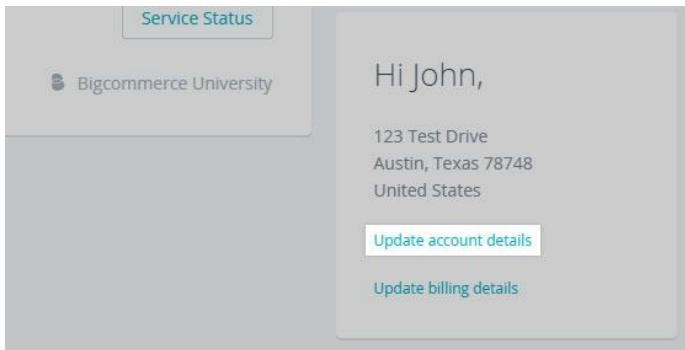 Service Status
Bigcommerce University
Hi John,
123 Test Drive
Austin, Texas 78748
United States
Update account details
Update billing details